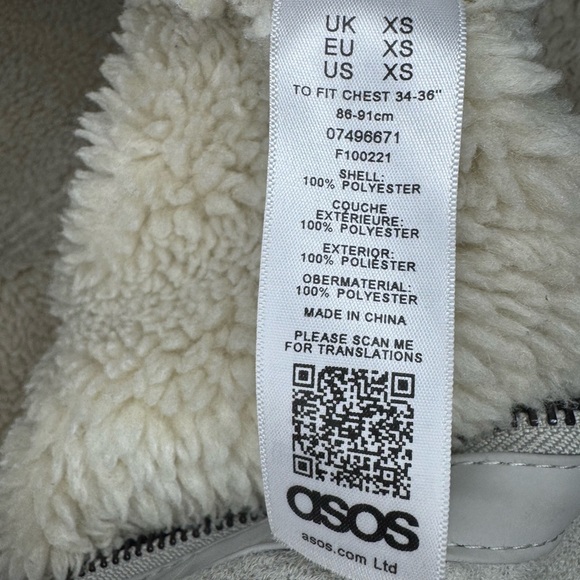 UK XS
EU XS
US XS
TO FIT CHEST 34-36"
86-91cm
07496671
F100221
SHELL:
100% POLYESTER
COUCHE
EXTÉRIEURE:
100% POLYESTER
EXTERIOR:
100% POLIÉSTER
OBERMATERIAL:
100% POLYESTER
MADE IN CHINA
PLEASE SCAN ME
FOR TRANSLATIONS
asos
asos.com Ltd